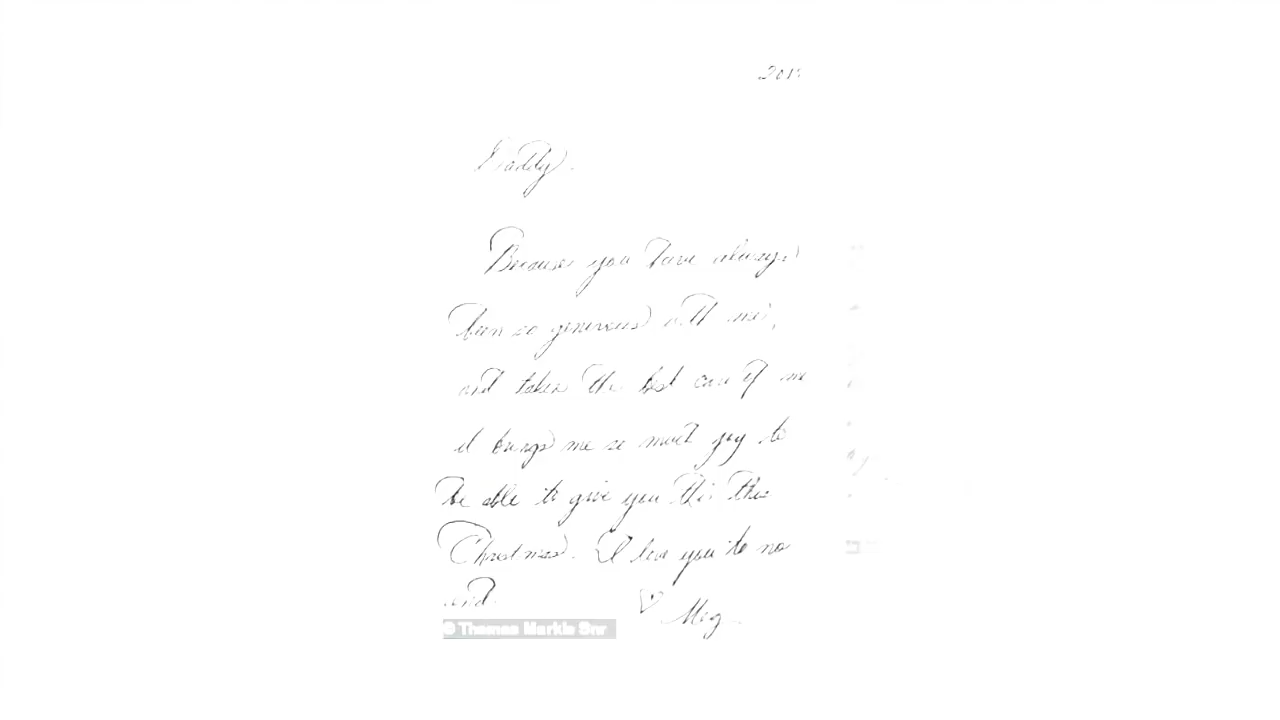 Daddy.
Because you have always
been so generous with me,
and taken the best care of me
it brings me so much joy to
be able to give you this this
Christmas. I love you to no
end.
♡ Meg
© Thomas Markle Snr